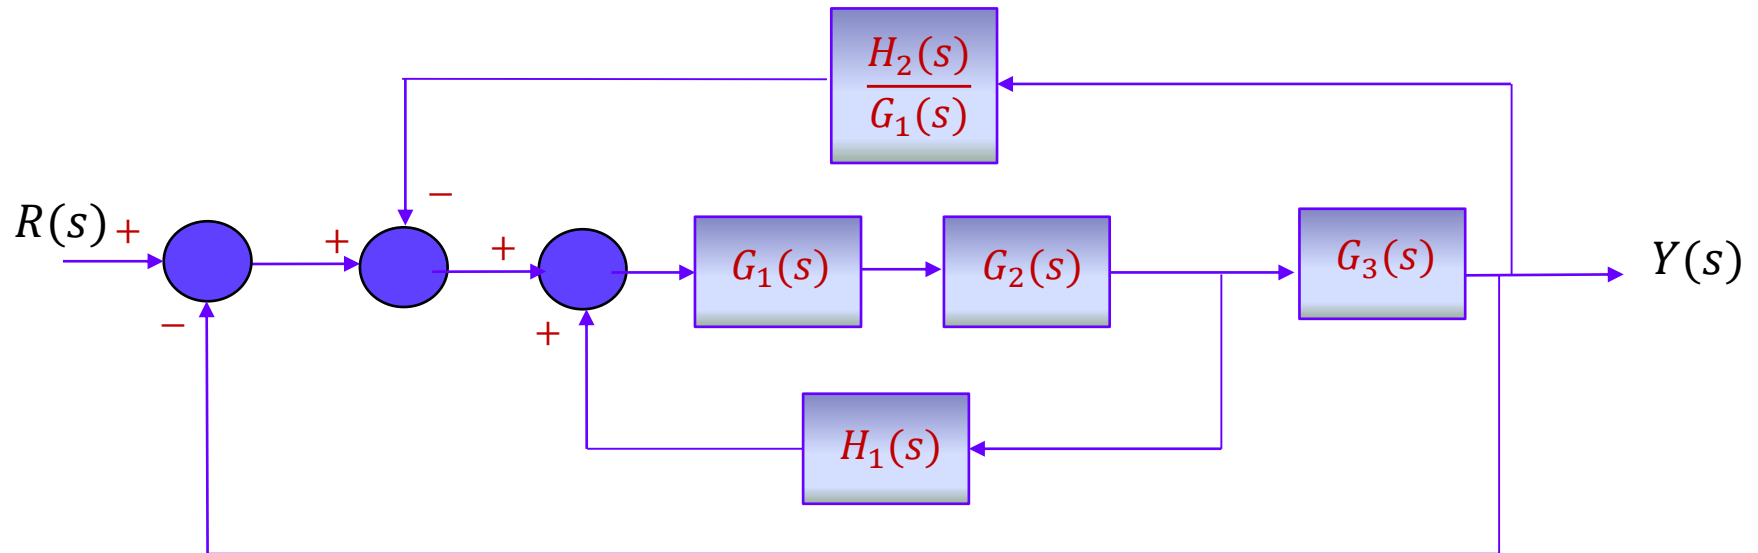 H₂(s)
G₁(s)
−
R(s) + + +
G₁(s) G₂(s) G₃(s) Y(s)
− +
H₁(s)